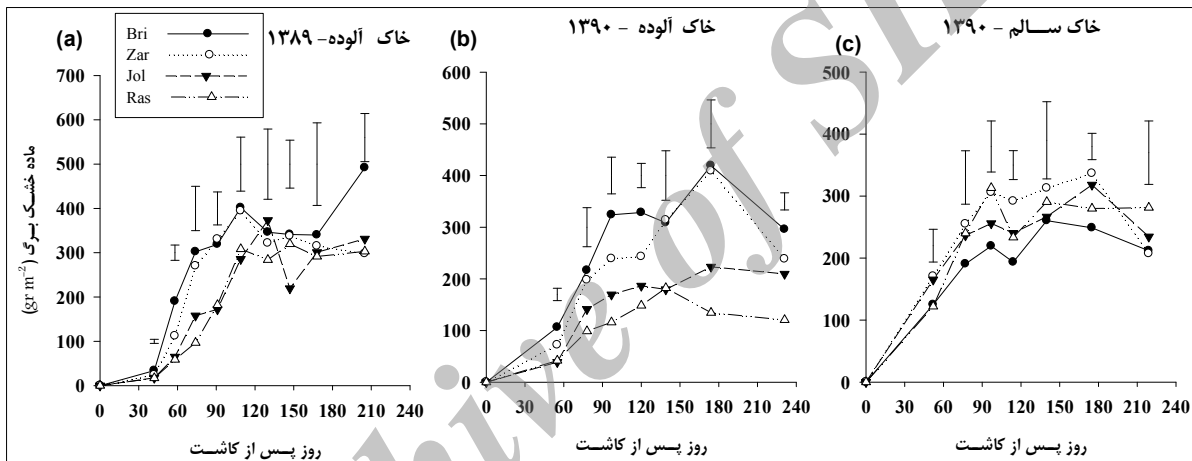 (a)
خاک آلوده- ۱۳۸۹
Bri
Zar
Jol
Ras
700
600
500
400
300
200
100
0
0 30 60 90 120 150 180 210 240
ماده خشک برگ (gr m⁻²)
روز پس از کاشت
(b)
خاک آلوده - ۱۳۹۰
600
500
400
300
200
100
0
0 30 60 90 120 150 180 210 240
روز پس از کاشت
(c)
خاک سالم - ۱۳۹۰
500
400
300
200
100
0
0 30 60 90 120 150 180 210 240
روز پس از کاشت
hive of SI